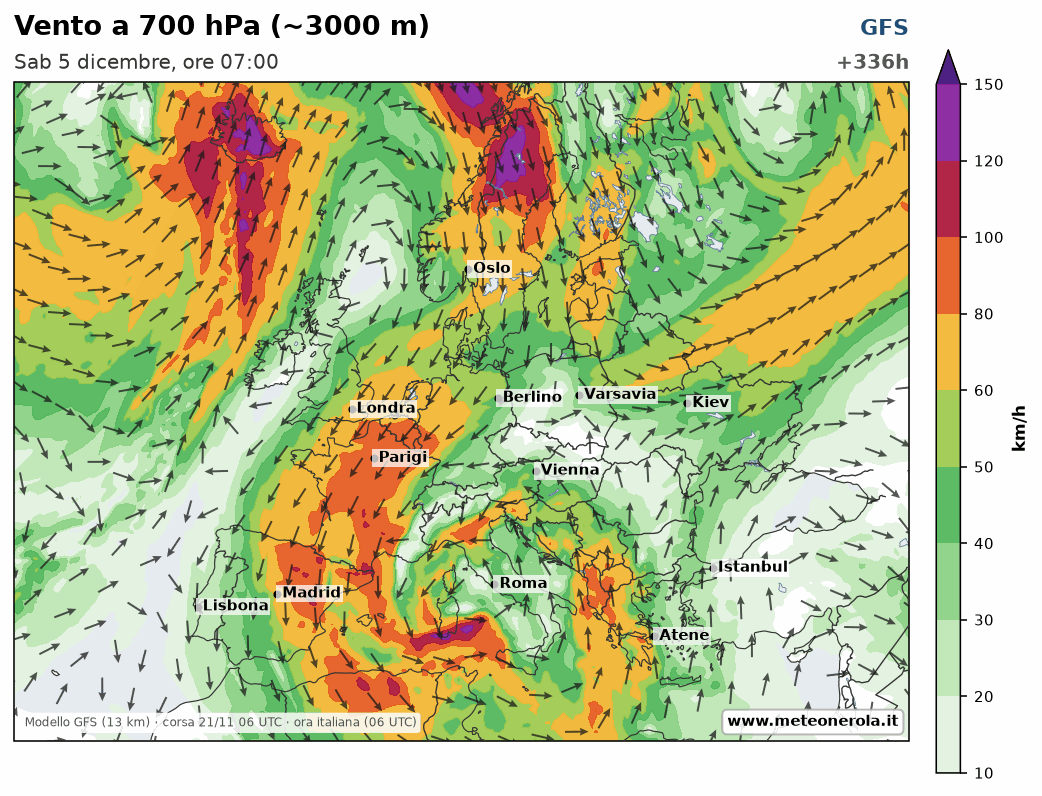 Vento a 700 hPa (~3000 m)
GFS
Sab 5 dicembre, ore 07:00
+336h
150
120
100
80
60
50
40
30
20
10
km/h
Oslo
Londra
Berlino
Varsavia
Kiev
Parigi
Vienna
Istanbul
Roma
Madrid
Lisbona
Atene
Modello GFS (13 km) · corsa 21/11 06 UTC · ora italiana (06 UTC)
www.meteonerola.it